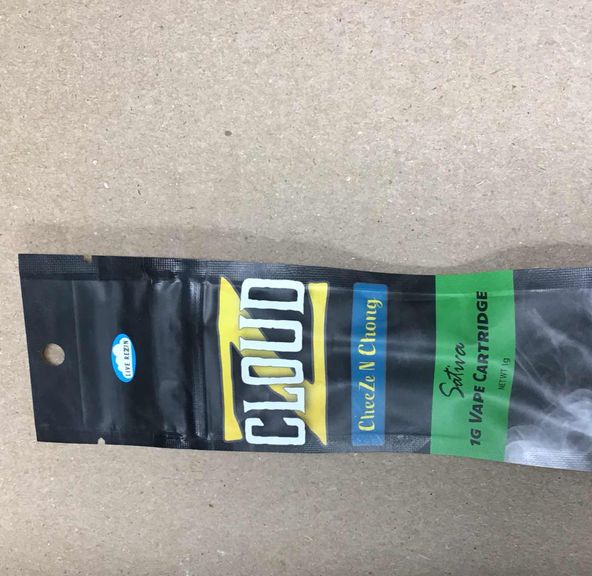 LIVE REZIN
CLOUD
CheeZe N Chong
Sativa
1G VAPE CARTRIDGE
NET WT 1g